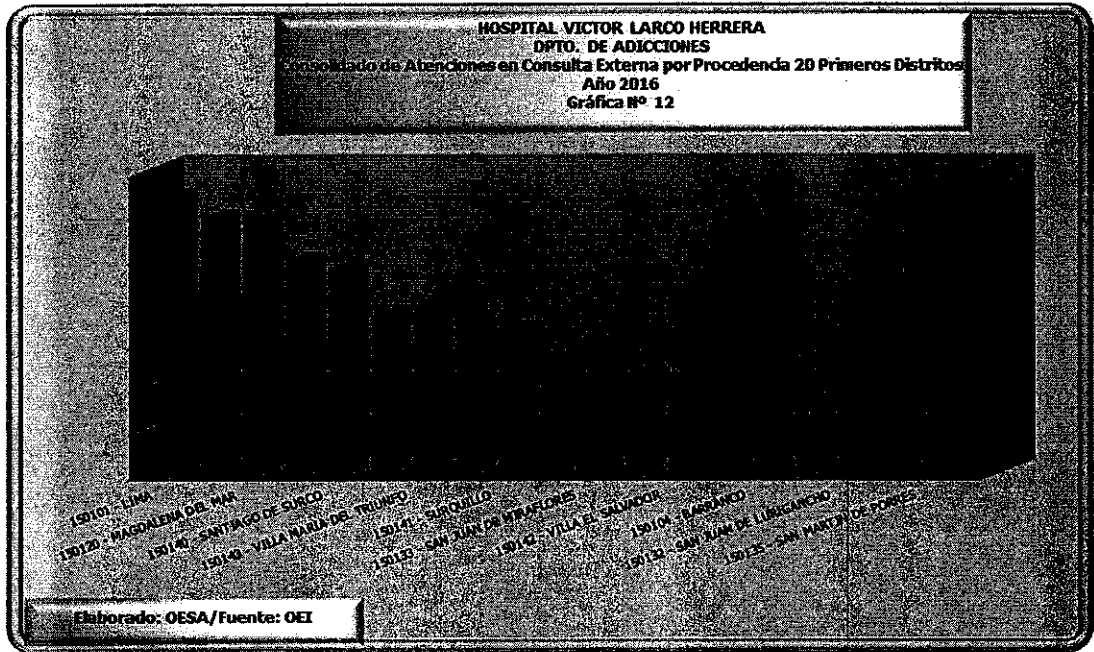 HOSPITAL VICTOR LARCO HERRERA
DPTO. DE ADICCIONES
Consolidado de Atenciones en Consulta Externa por Procedencia 20 Primeros Distritos
Año 2016
Gráfica Nº 12
150101 - LIMA
150120 - MAGDALENA DEL MAR
150140 - SANTIAGO DE SURCO
150143 - VILLA MARIA DEL TRIUNFO
150141 - SURQUILLO
150133 - SAN JUAN DE MIRAFLORES
150142 - VILLA EL SALVADOR
150104 - BARRANCO
150132 - SAN JUAN DE LURIGANCHO
150135 - SAN MARTIN DE PORRES
Elaborado: OESA/Fuente: OEI